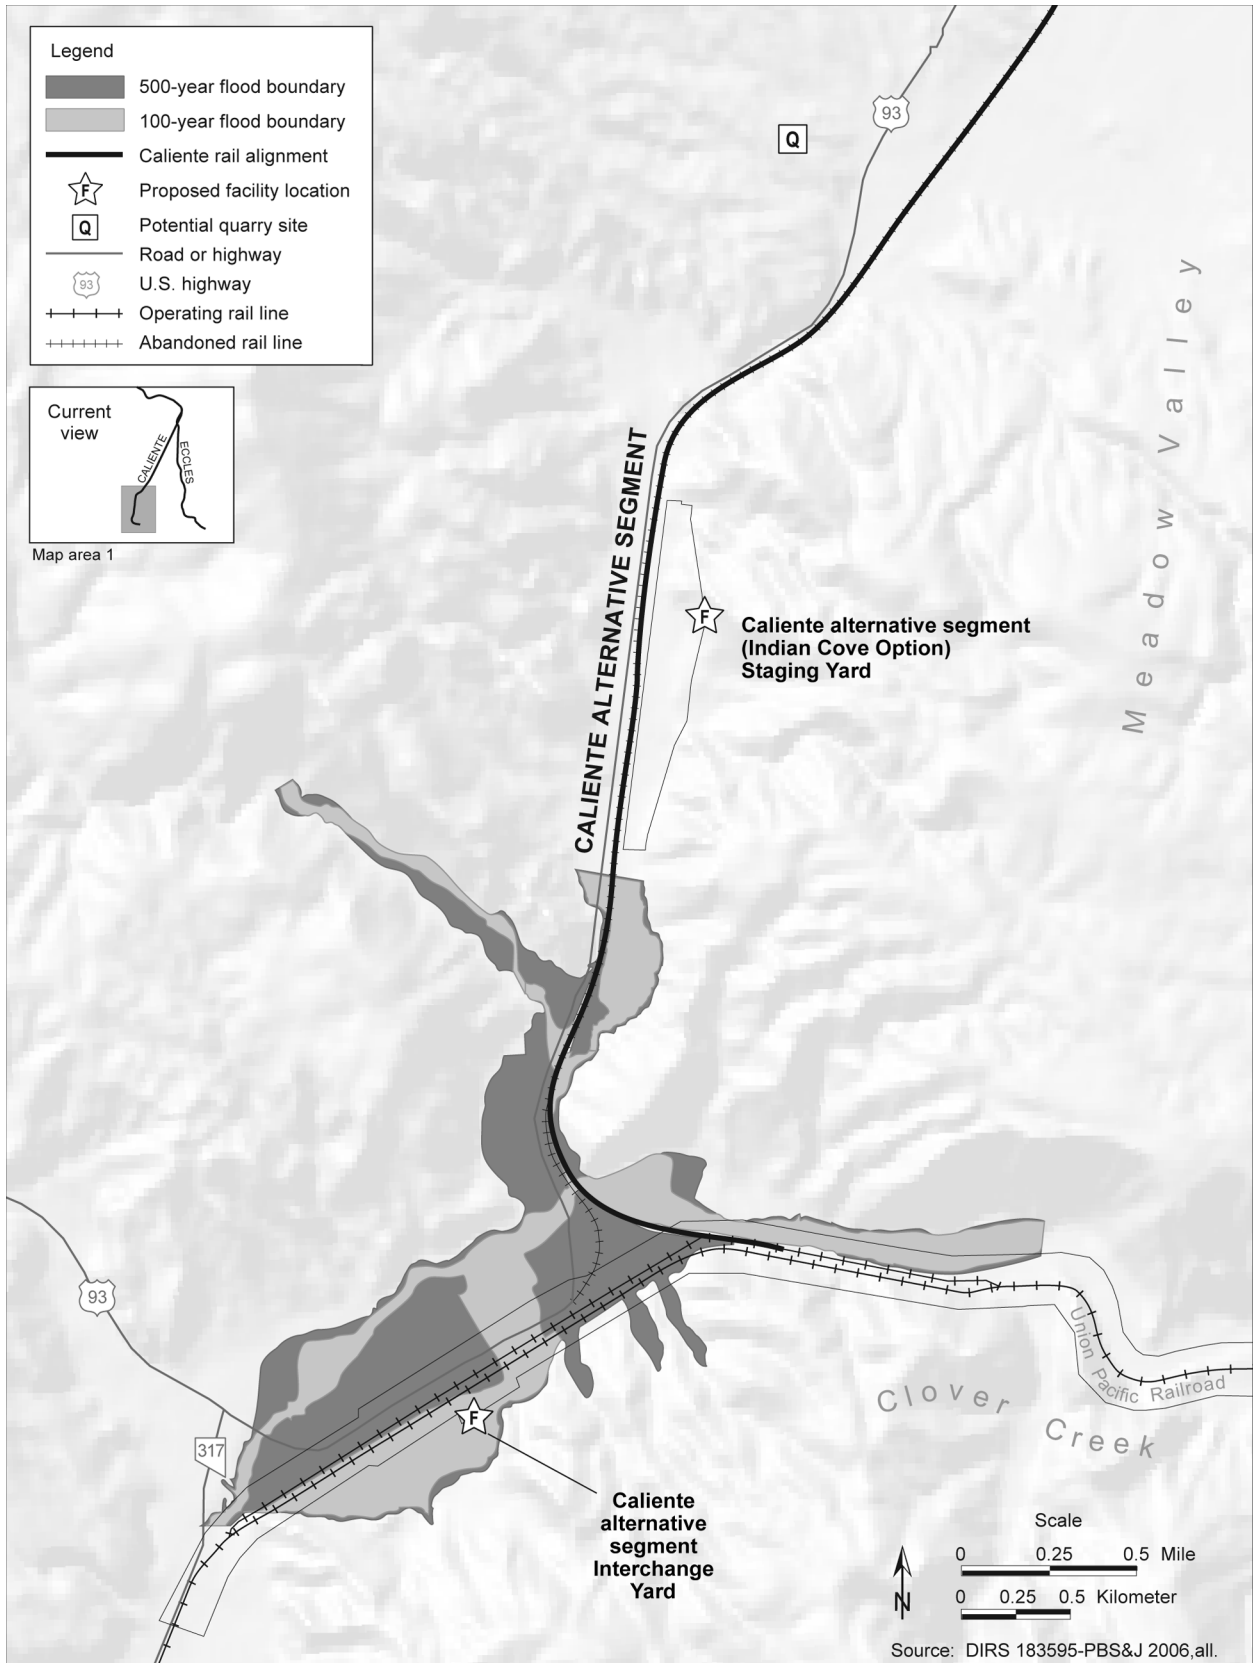 Legend
500-year flood boundary
100-year flood boundary
Caliente rail alignment
F Proposed facility location
Q Potential quarry site
Road or highway
93 U.S. highway
Operating rail line
Abandoned rail line
Current
view
CALIENTE
ECCLES
Map area 1
93
Q
Meadow Valley
CALIENTE ALTERNATIVE SEGMENT
F
Caliente alternative segment
(Indian Cove Option)
Staging Yard
93
317
F
Union Pacific Railroad
Clover
Creek
Caliente
alternative
segment
Interchange
Yard
Scale
0 0.25 0.5 Mile
0 0.25 0.5 Kilometer
N
Source: DIRS 183595-PBS&J 2006,all.